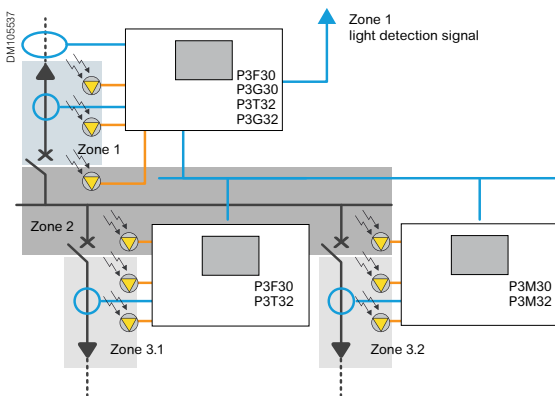 DM105537
Zone 1
light detection signal
P3F30
P3G30
P3T32
P3G32
Zone 1
Zone 2
P3F30
P3T32
P3M30
P3M32
Zone 3.1
Zone 3.2